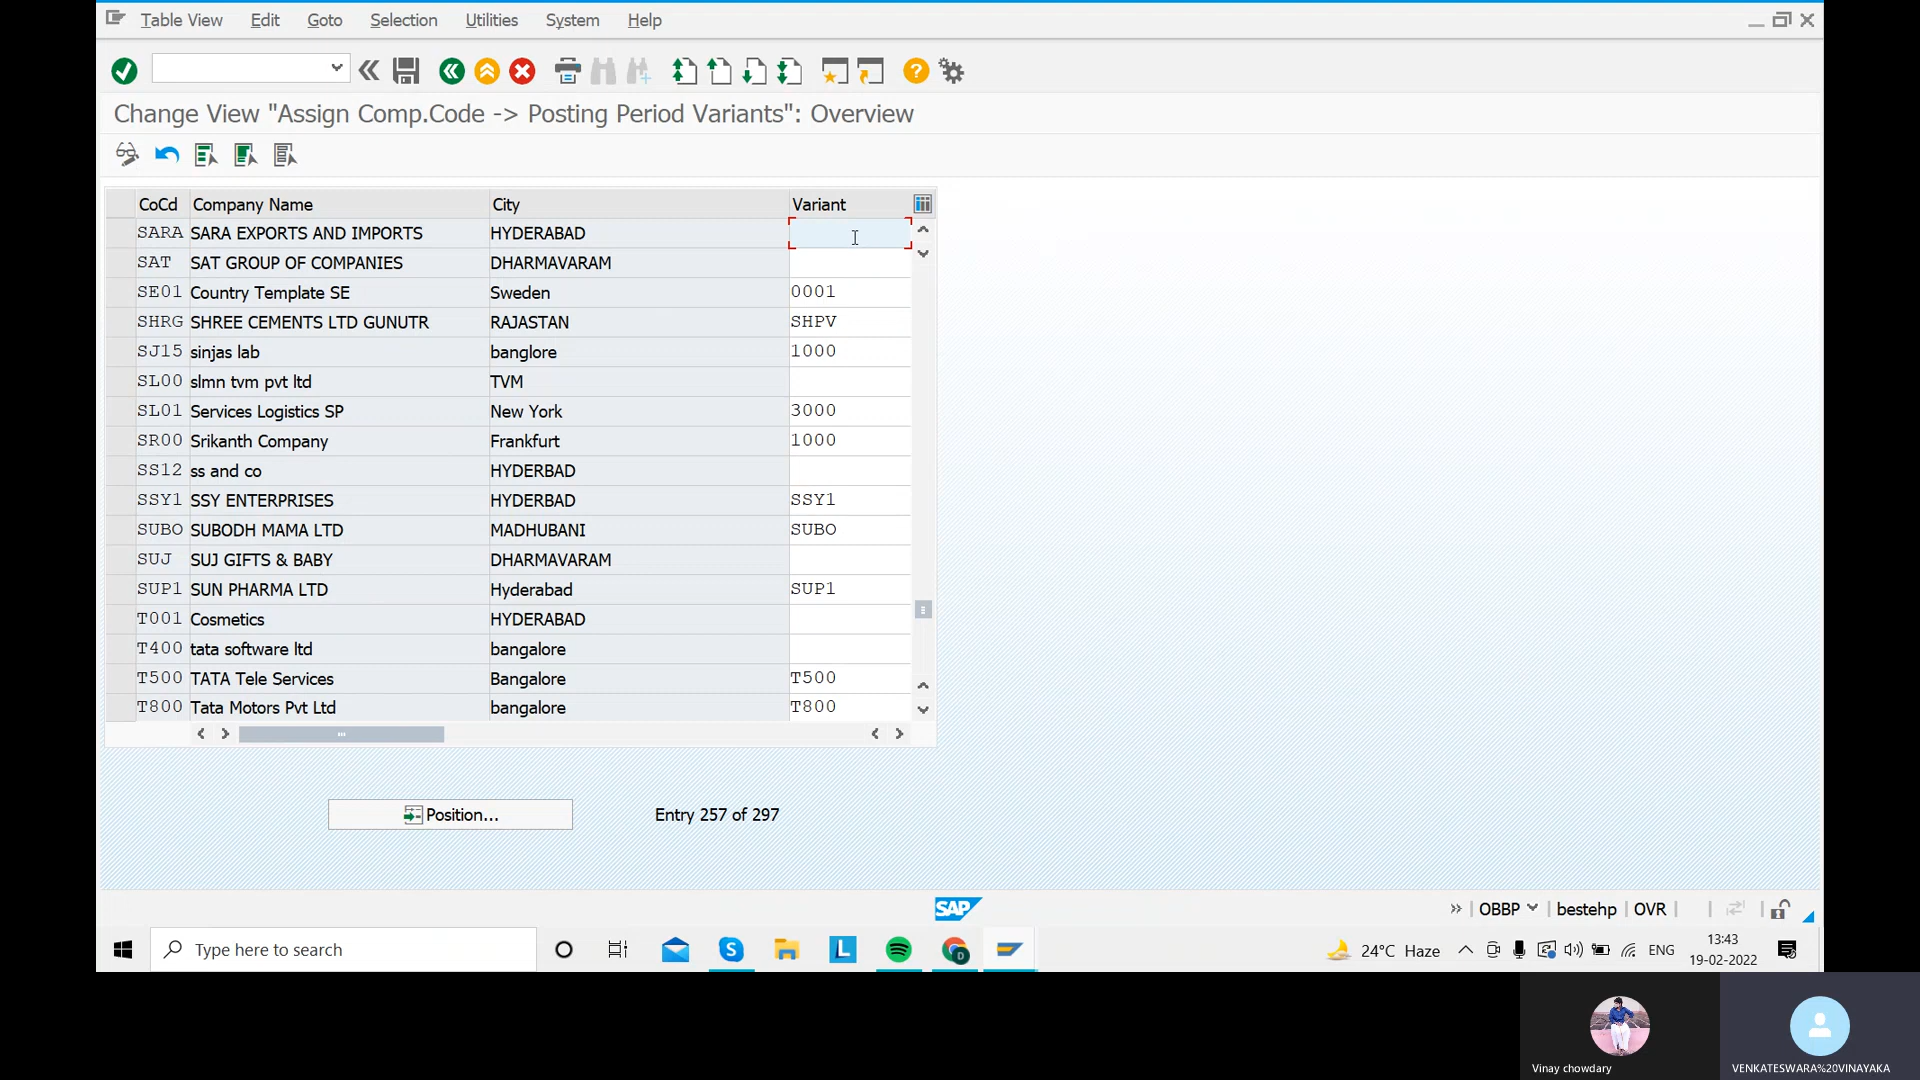 Table View Edit Goto Selection Utilities System Help
Change View "Assign Comp.Code -> Posting Period Variants": Overview
CoCd Company Name City Variant
SARA SARA EXPORTS AND IMPORTS HYDERABAD
SAT SAT GROUP OF COMPANIES DHARMAVARAM
SE01 Country Template SE Sweden 0001
SHRG SHREE CEMENTS LTD GUNUTR RAJASTAN SHPV
SJ15 sinjas lab banglore 1000
SL00 slmn tvm pvt ltd TVM
SL01 Services Logistics SP New York 3000
SR00 Srikanth Company Frankfurt 1000
SS12 ss and co HYDERBAD
SSY1 SSY ENTERPRISES HYDERBAD SSY1
SUBO SUBODH MAMA LTD MADHUBANI SUBO
SUJ SUJ GIFTS & BABY DHARMAVARAM
SUP1 SUN PHARMA LTD Hyderabad SUP1
T001 Cosmetics HYDERABAD
T400 tata software ltd bangalore
T500 TATA Tele Services Bangalore T500
T800 Tata Motors Pvt Ltd bangalore T800
Position... Entry 257 of 297
SAP OBBP bestehp OVR
Type here to search 24°C Haze ENG 13:43
19-02-2022
Vinay chowdary VENKATESWARA%20VINAYAKA